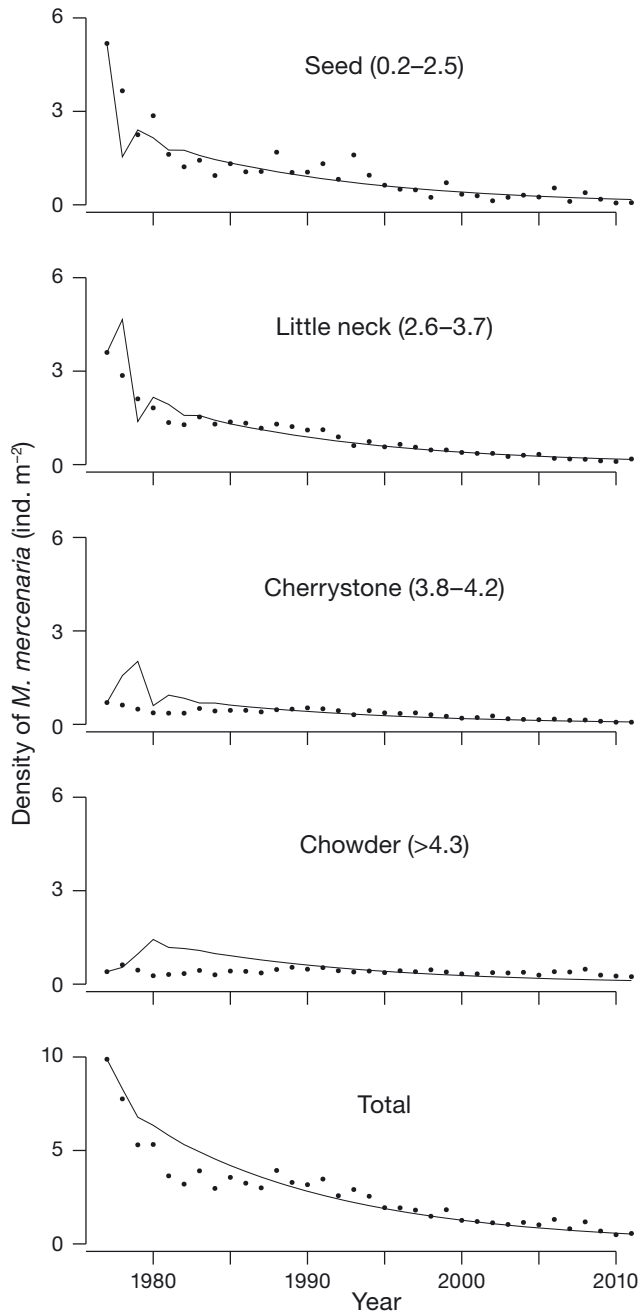 6
Seed (0.2–2.5)
3
0
6
Little neck (2.6–3.7)
3
0
6
Cherrystone (3.8–4.2)
3
0
Density of M. mercenaria (ind. m⁻²)
6
Chowder (>4.3)
3
0
10
Total
5
0
1980 1990 2000 2010
Year